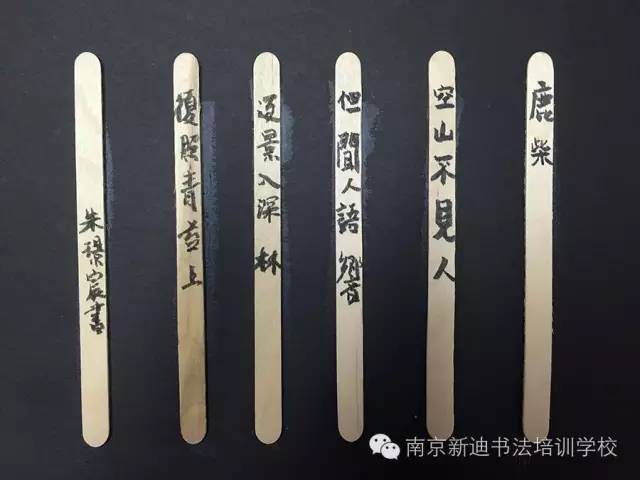 鹿柴
空山不見人
但聞人語響
返景入深林
復照青苔上
朱璟宸書
南京新迪书法培训学校